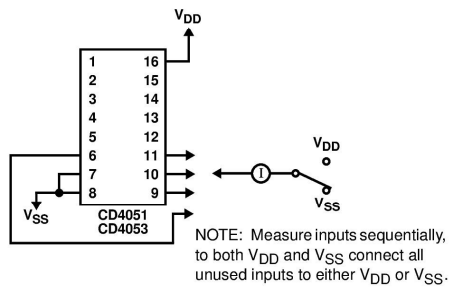 VDD
1 16
2 15
3 14
4 13
5 12
6 11
7 10
8 9
VSS
CD4051
CD4053
I
VDD
VSS
NOTE: Measure inputs sequentially,
to both VDD and VSS connect all
unused inputs to either VDD or VSS.